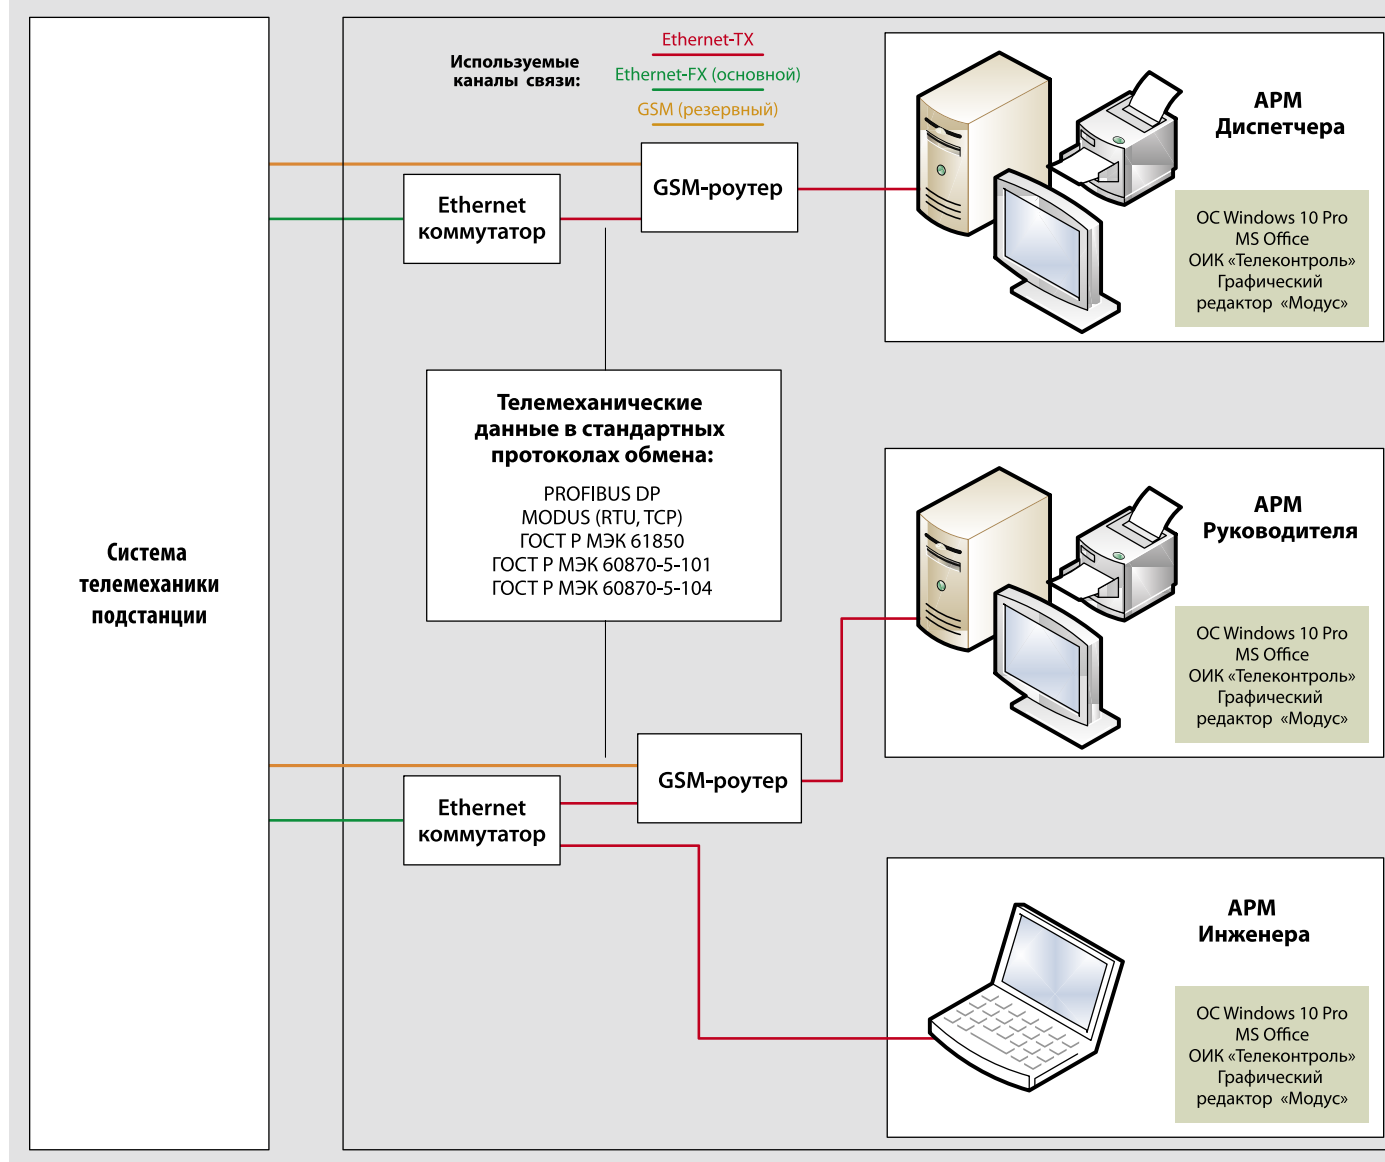 Используемые
каналы связи:
Ethernet-TX
Ethernet-FX (основной)
GSM (резервный)
GSM-роутер
Ethernet
коммутатор
АРМ
Диспетчера
ОС Windows 10 Pro
MS Office
ОИК «Телеконтроль»
Графический
редактор «Модус»
Телемеханические
данные в стандартных
протоколах обмена:
PROFIBUS DP
MODUS (RTU, TCP)
ГОСТ Р МЭК 61850
ГОСТ Р МЭК 60870-5-101
ГОСТ Р МЭК 60870-5-104
Система
телемеханики
подстанции
АРМ
Руководителя
ОС Windows 10 Pro
MS Office
ОИК «Телеконтроль»
Графический
редактор «Модус»
GSM-роутер
Ethernet
коммутатор
АРМ
Инженера
ОС Windows 10 Pro
MS Office
ОИК «Телеконтроль»
Графический
редактор «Модус»